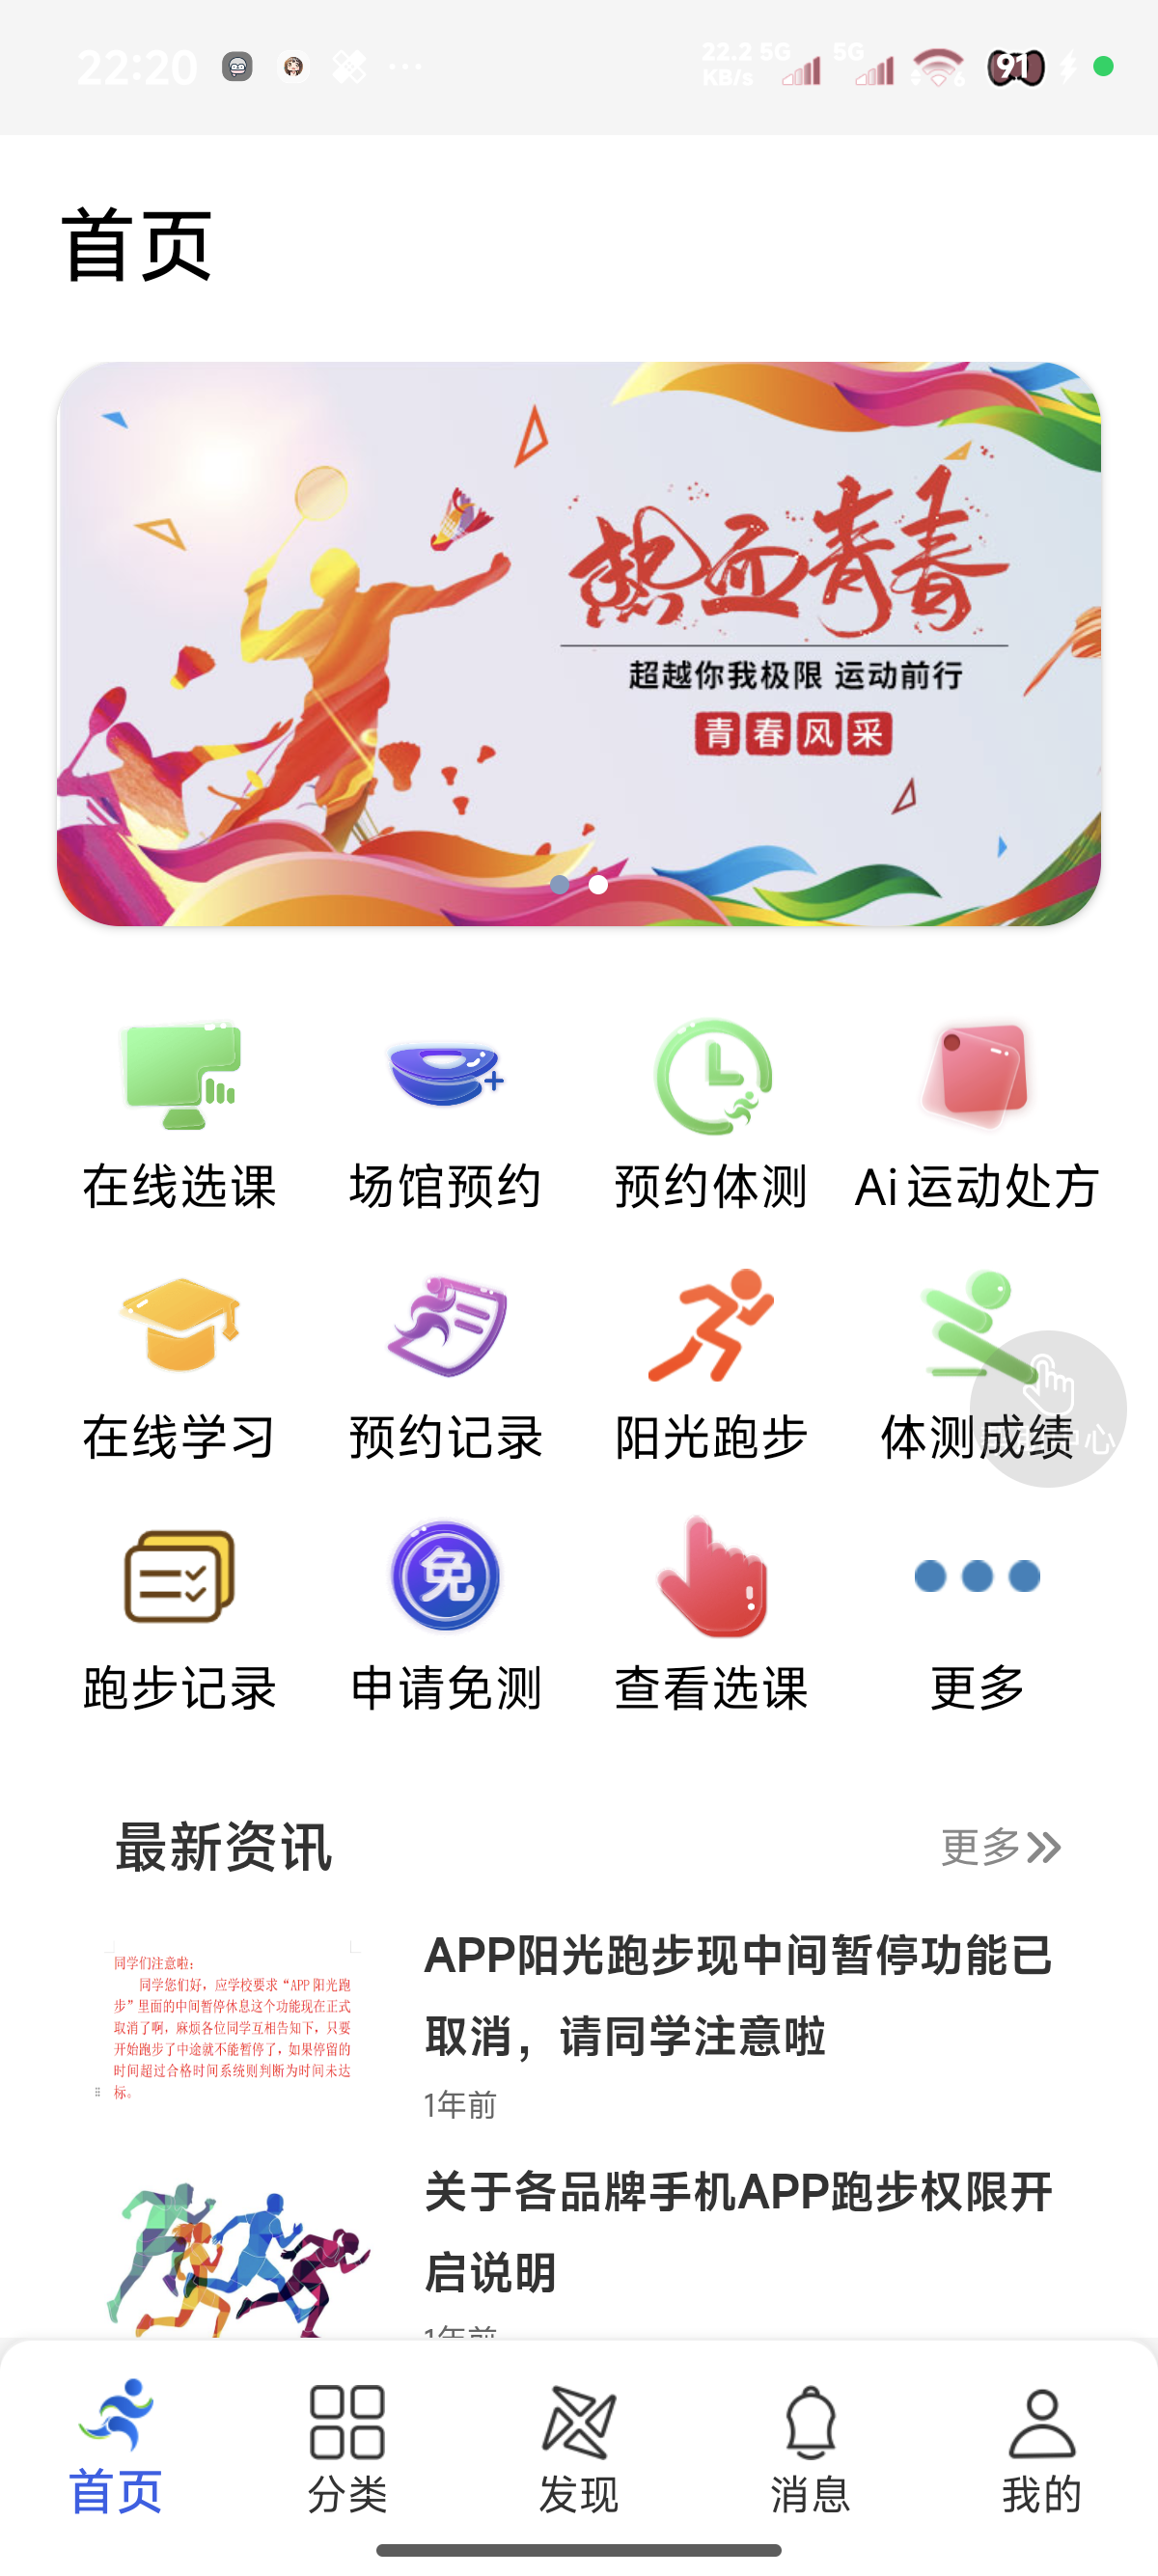 22:20
22.2 5G 5G
KB/s
6
91
首页
热血青春
超越你我极限 运动前行
青春风采
在线选课 场馆预约 预约体测 Ai运动处方
在线学习 预约记录 阳光跑步 体测成绩
中心
免
跑步记录 申请免测 查看选课 更多
最新资讯 更多
同学们注意啦:
同学您们好，应学校要求“APP阳光跑
步”里面的中间暂停休息这个功能现在正式
取消了啊，麻烦各位同学互相告知下，只要
开始跑步了中途就不能暂停了，如果停留的
时间超过合格时间系统则判断为时间未达
标。
APP阳光跑步现中间暂停功能已
取消，请同学注意啦
1年前
关于各品牌手机APP跑步权限开
启说明
1年前
首页 分类 发现 消息 我的